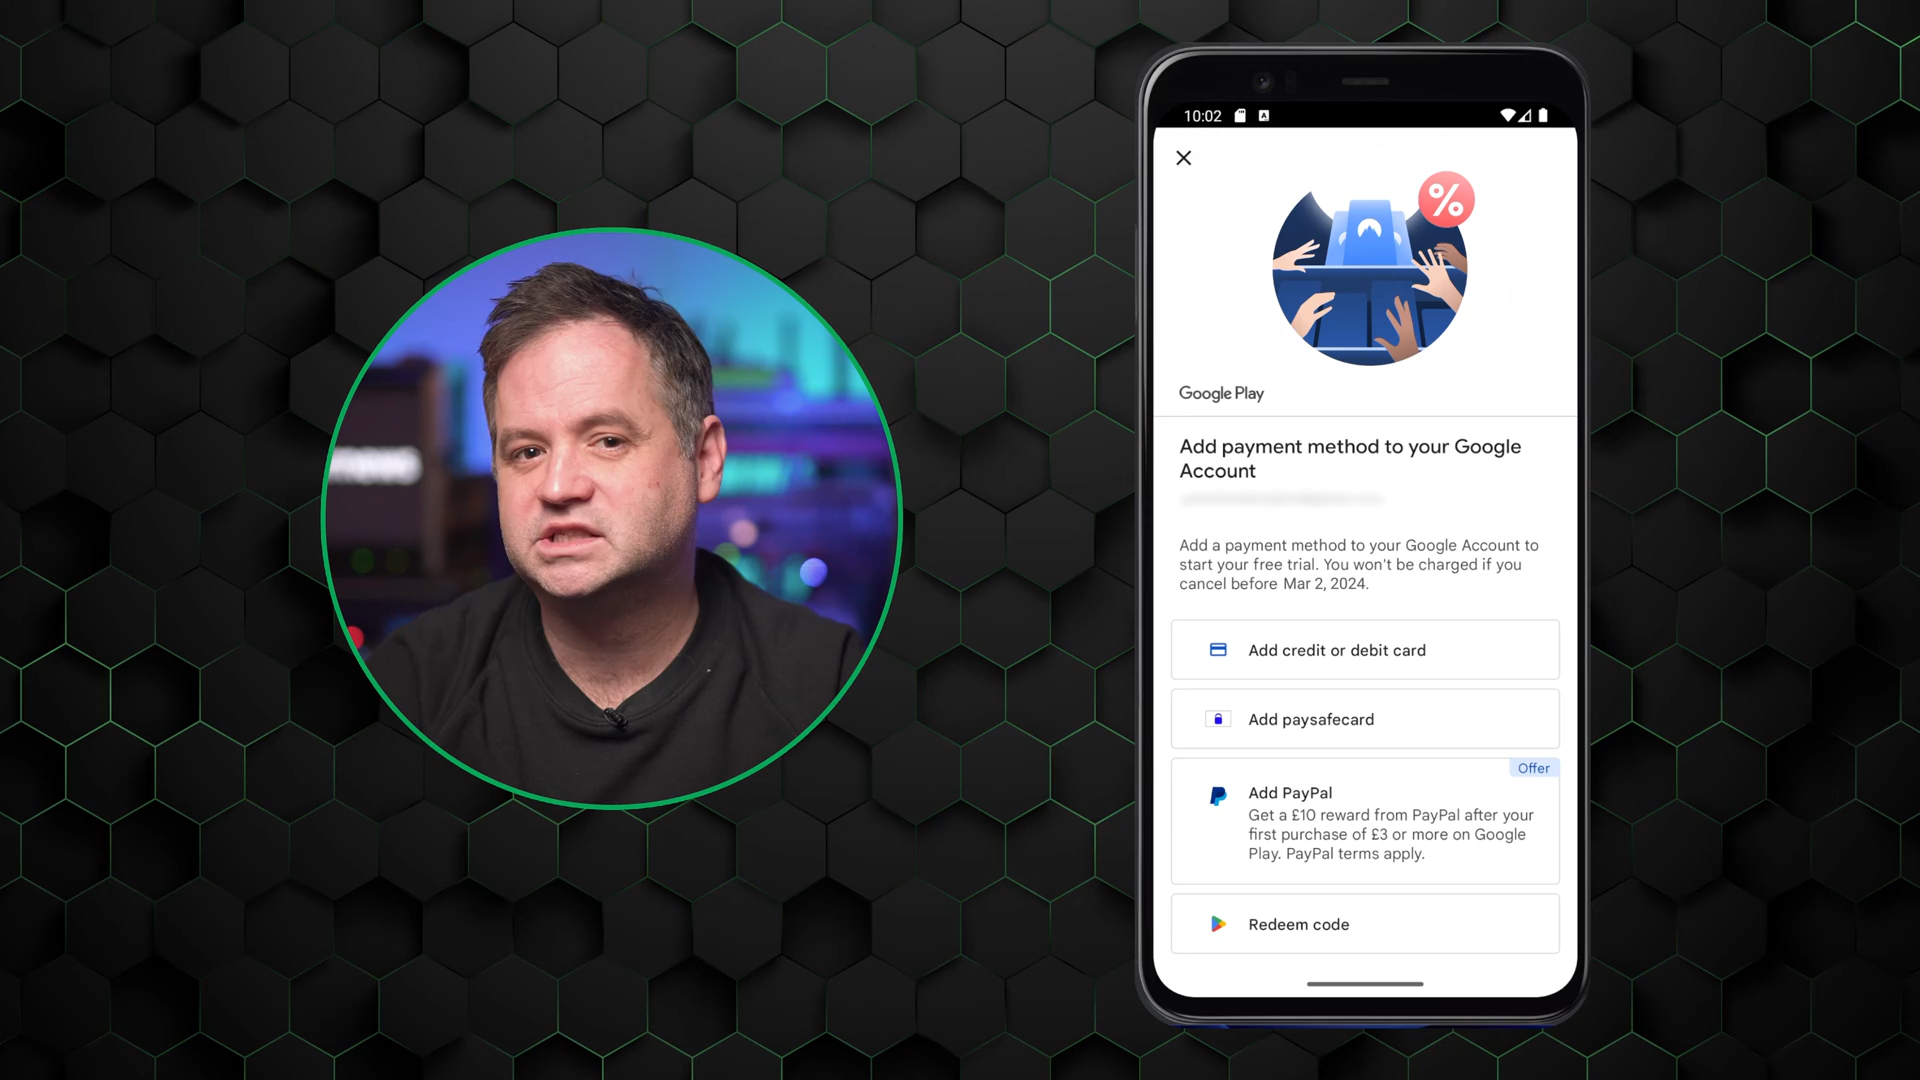 10:02
Google Play
Add payment method to your Google
Account
Add a payment method to your Google Account to
start your free trial. You won't be charged if you
cancel before Mar 2, 2024.
Add credit or debit card
Add paysafecard
Offer
Add PayPal
Get a £10 reward from PayPal after your
first purchase of £3 or more on Google
Play. PayPal terms apply.
Redeem code